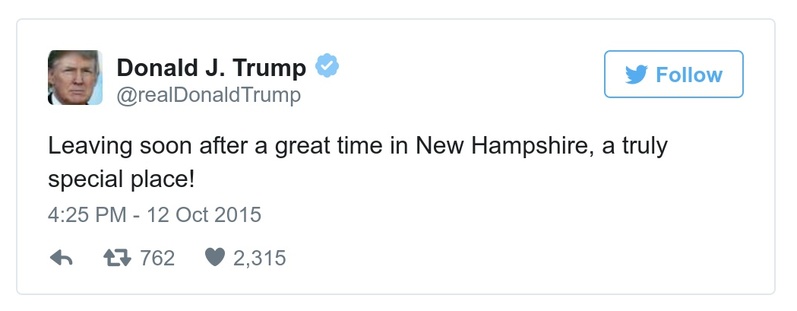 Donald J. Trump
@realDonaldTrump
Follow
Leaving soon after a great time in New Hampshire, a truly
special place!
4:25 PM - 12 Oct 2015
762 2,315